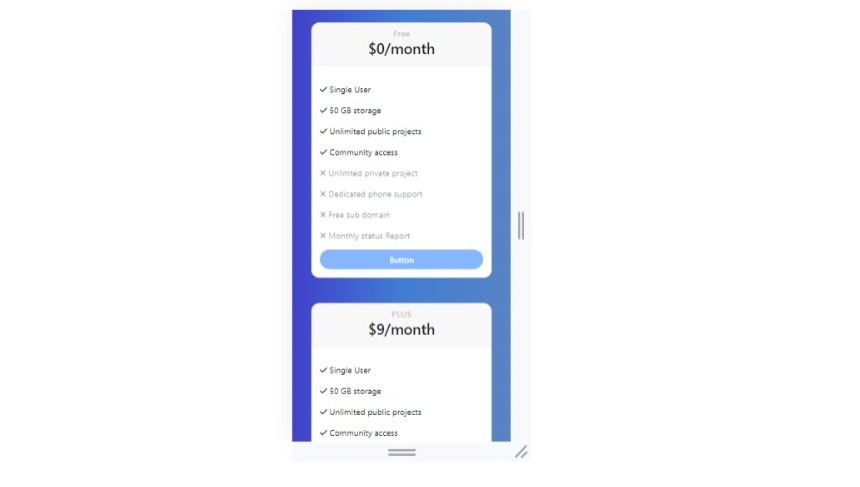 Free
$0/month
✓ Single User
✓ 50 GB storage
✓ Unlimited public projects
✓ Community access
✕ Unlimted private project
✕ Dedicated phone support
✕ Free sub domain
✕ Monthly status Report
Button
PLUS
$9/month
✓ Single User
✓ 50 GB storage
✓ Unlimited public projects
✓ Community access